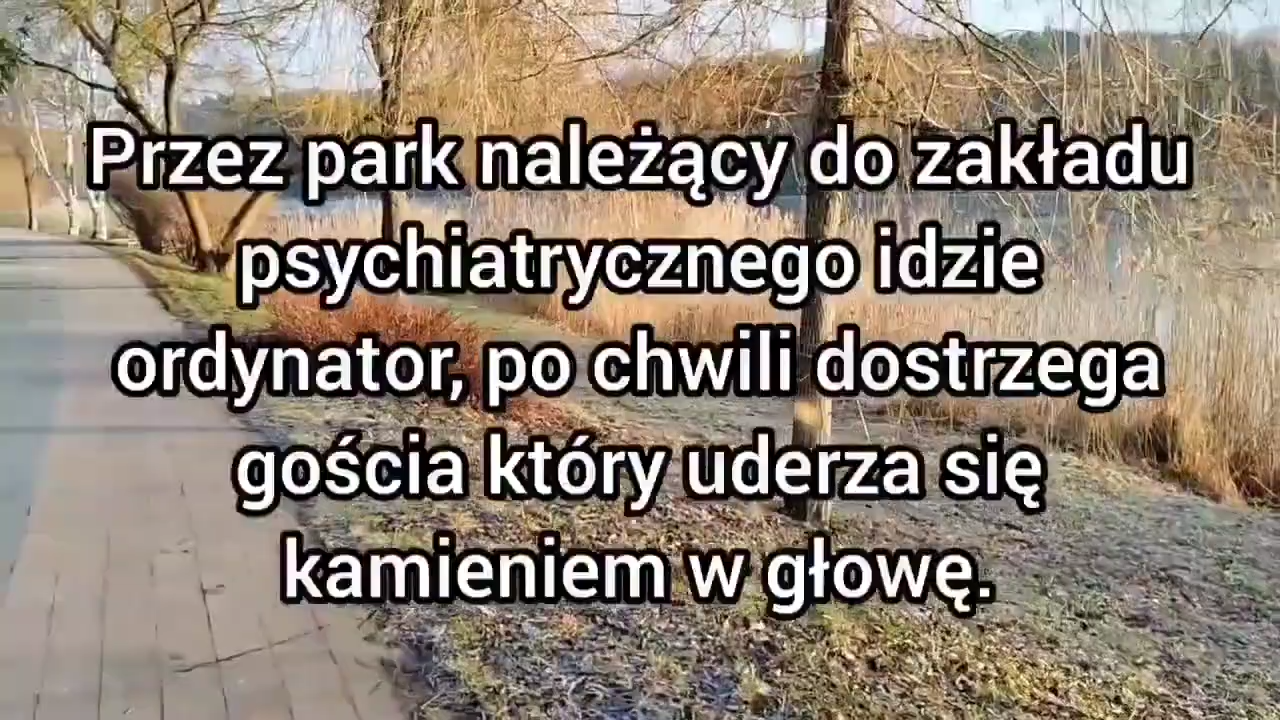 Przez park należący do zakładu
psychiatrycznego idzie
ordynator, po chwili dostrzega
gościa który uderza się
kamieniem w głowę.